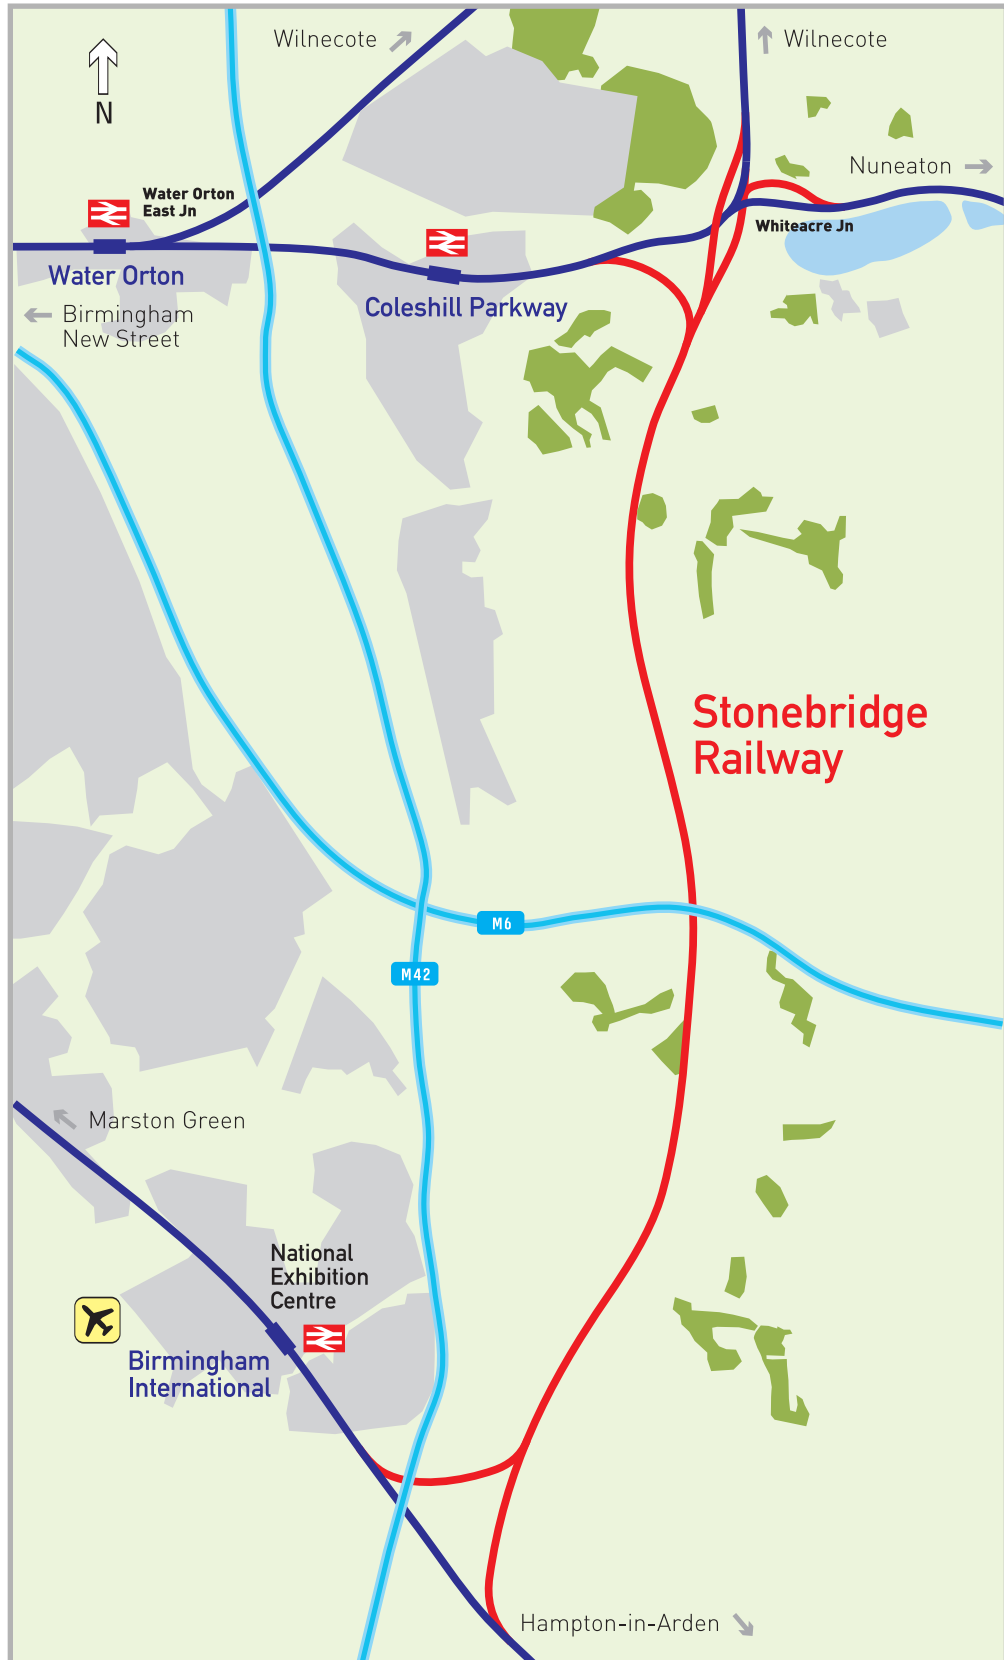 Wilnecote
Wilnecote
N
Nuneaton
Water Orton
East Jn
Whiteacre Jn
Water Orton
Coleshill Parkway
Birmingham
New Street
Stonebridge
Railway
M6
M42
Marston Green
National
Exhibition
Centre
Birmingham
International
Hampton-in-Arden